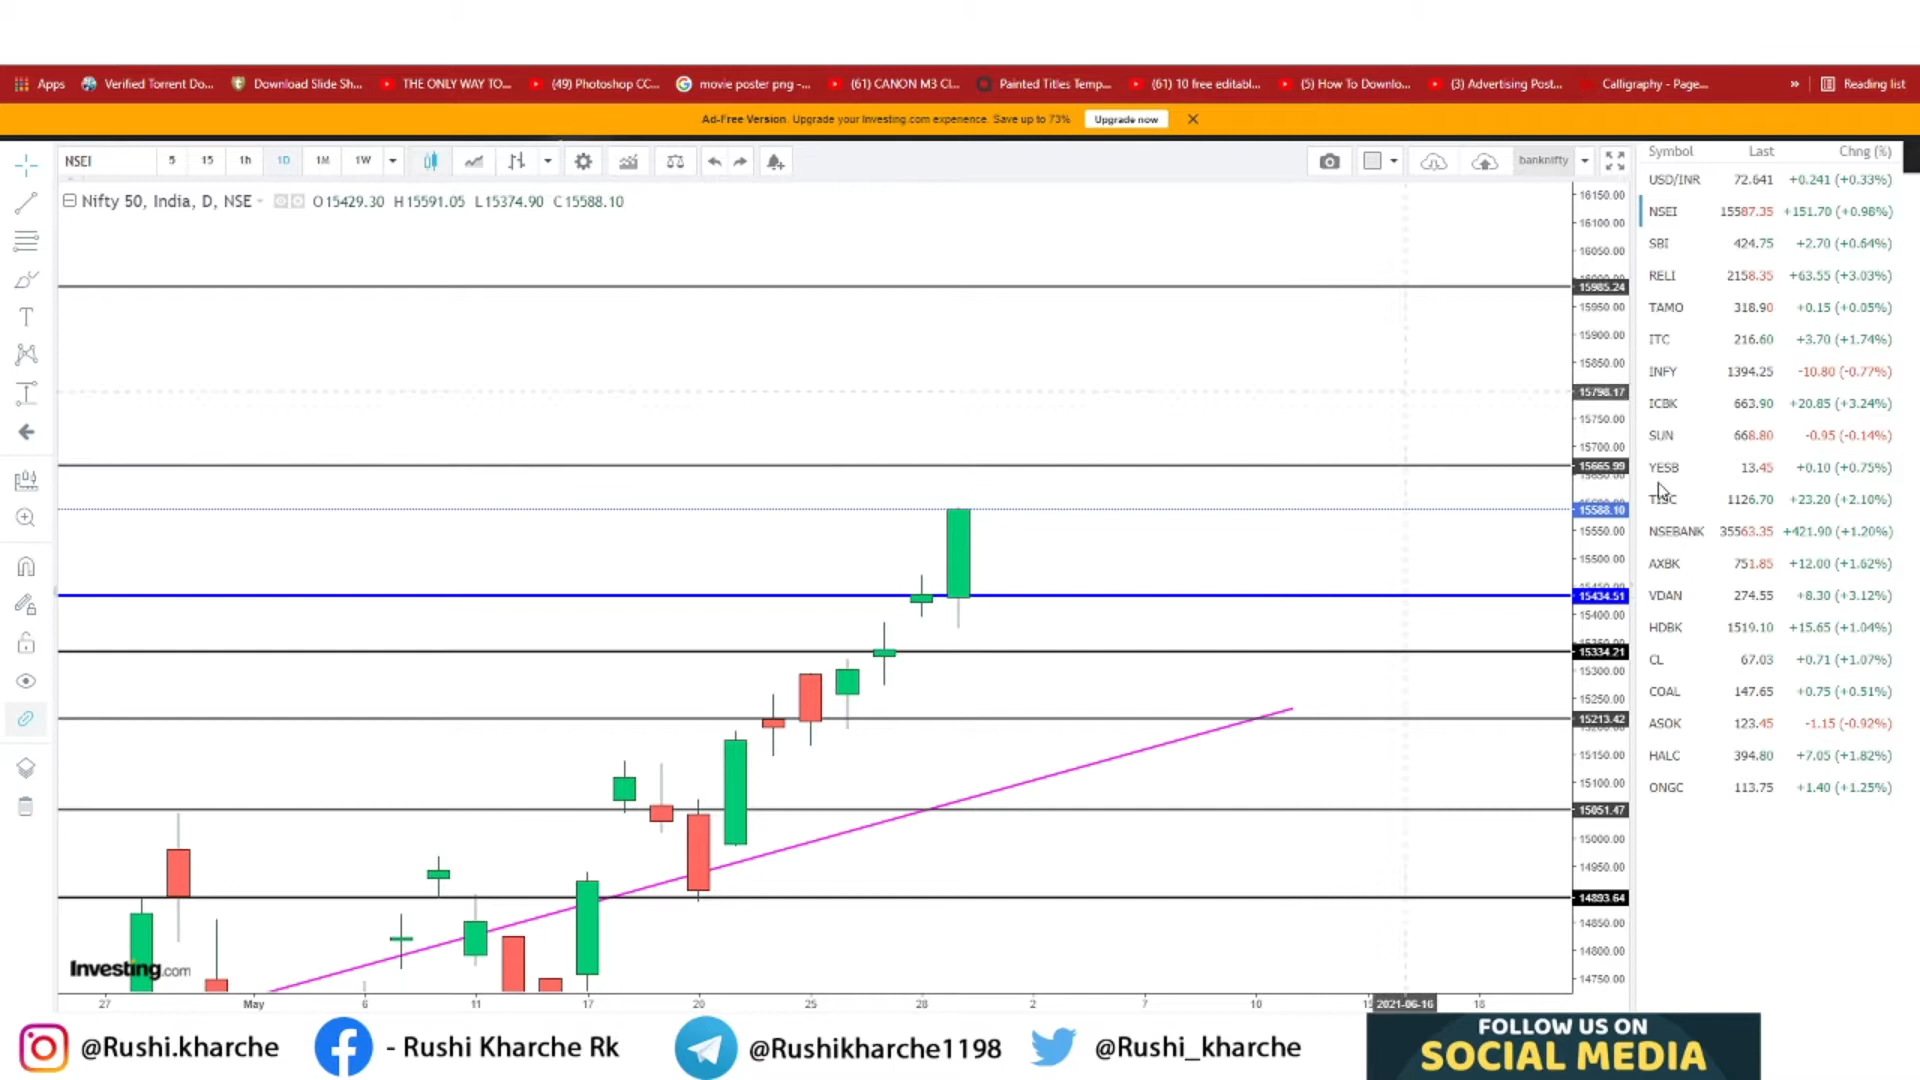 Apps Verified Torrent Do... Download Slide Sh... THE ONLY WAY TO... (49) Photoshop CC... movie poster png -... (61) CANON M3 Cl... Painted Titles Temp... (61) 10 free editabl... (5) How To Downlo... (3) Advertising Post... Calligraphy - Page... » Reading list
Ad-Free Version. Upgrade your Investing.com experience. Save up to 73% Upgrade now
NSEI 5 15 1h 1D 1M 1W banknifty
Nifty 50, India, D, NSE O15429.30 H15591.05 L15374.90 C15588.10
16150.00
16100.00
16050.00
15985.24
15950.00
15900.00
15850.00
15798.17
15750.00
15700.00
15665.99
15588.10
15550.00
15500.00
15434.51
15400.00
15334.21
15300.00
15250.00
15213.42
15150.00
15100.00
15051.47
15000.00
14950.00
14893.64
14850.00
14800.00
14750.00
Investing.com
27 May 6 11 17 20 25 28 2 7 10 2021-06-16 18
Symbol Last Chng (%)
USD/INR 72.641 +0.241 (+0.33%)
NSEI 15587.35 +151.70 (+0.98%)
SBI 424.75 +2.70 (+0.64%)
RELI 2158.35 +63.55 (+3.03%)
TAMO 318.90 +0.15 (+0.05%)
ITC 216.60 +3.70 (+1.74%)
INFY 1394.25 -10.80 (-0.77%)
ICBK 663.90 +20.85 (+3.24%)
SUN 668.80 -0.95 (-0.14%)
YESB 13.45 +0.10 (+0.75%)
1126.70 +23.20 (+2.10%)
NSEBANK 35563.35 +421.90 (+1.20%)
AXBK 751.85 +12.00 (+1.62%)
VDAN 274.55 +8.30 (+3.12%)
HDBK 1519.10 +15.65 (+1.04%)
CL 67.03 +0.71 (+1.07%)
COAL 147.65 +0.75 (+0.51%)
ASOK 123.45 -1.15 (-0.92%)
HALC 394.80 +7.05 (+1.82%)
ONGC 113.75 +1.40 (+1.25%)
@Rushi.kharche - Rushi Kharche Rk @Rushikharche1198 @Rushi_kharche
FOLLOW US ON
SOCIAL MEDIA